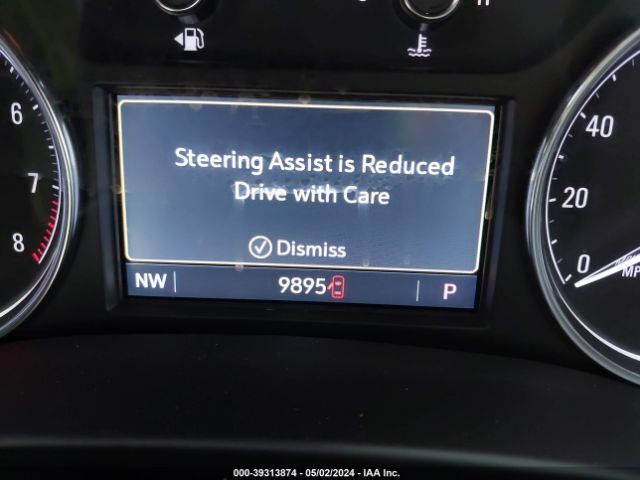 H
6
7
8
Steering Assist is Reduced
Drive with Care
Dismiss
NW
9895
P
40
20
0
MP
000-39313874 - 05/02/2024 - IAA Inc.